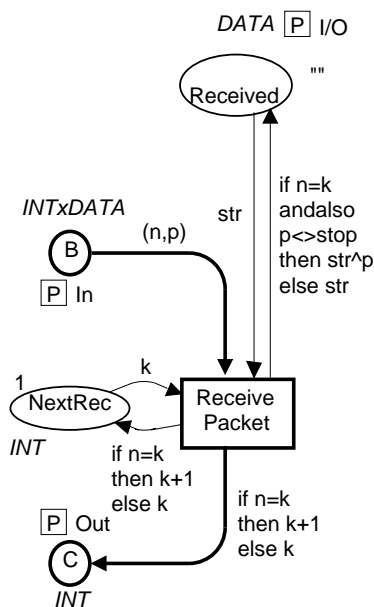 DATA P I/O
Received
""
INTxDATA
(n,p)
str
if n=k
andalso
p<>stop
then str^p
else str
B
P In
1
k
NextRec
Receive
Packet
INT
if n=k
then k+1
else k
if n=k
then k+1
else k
P Out
C
INT